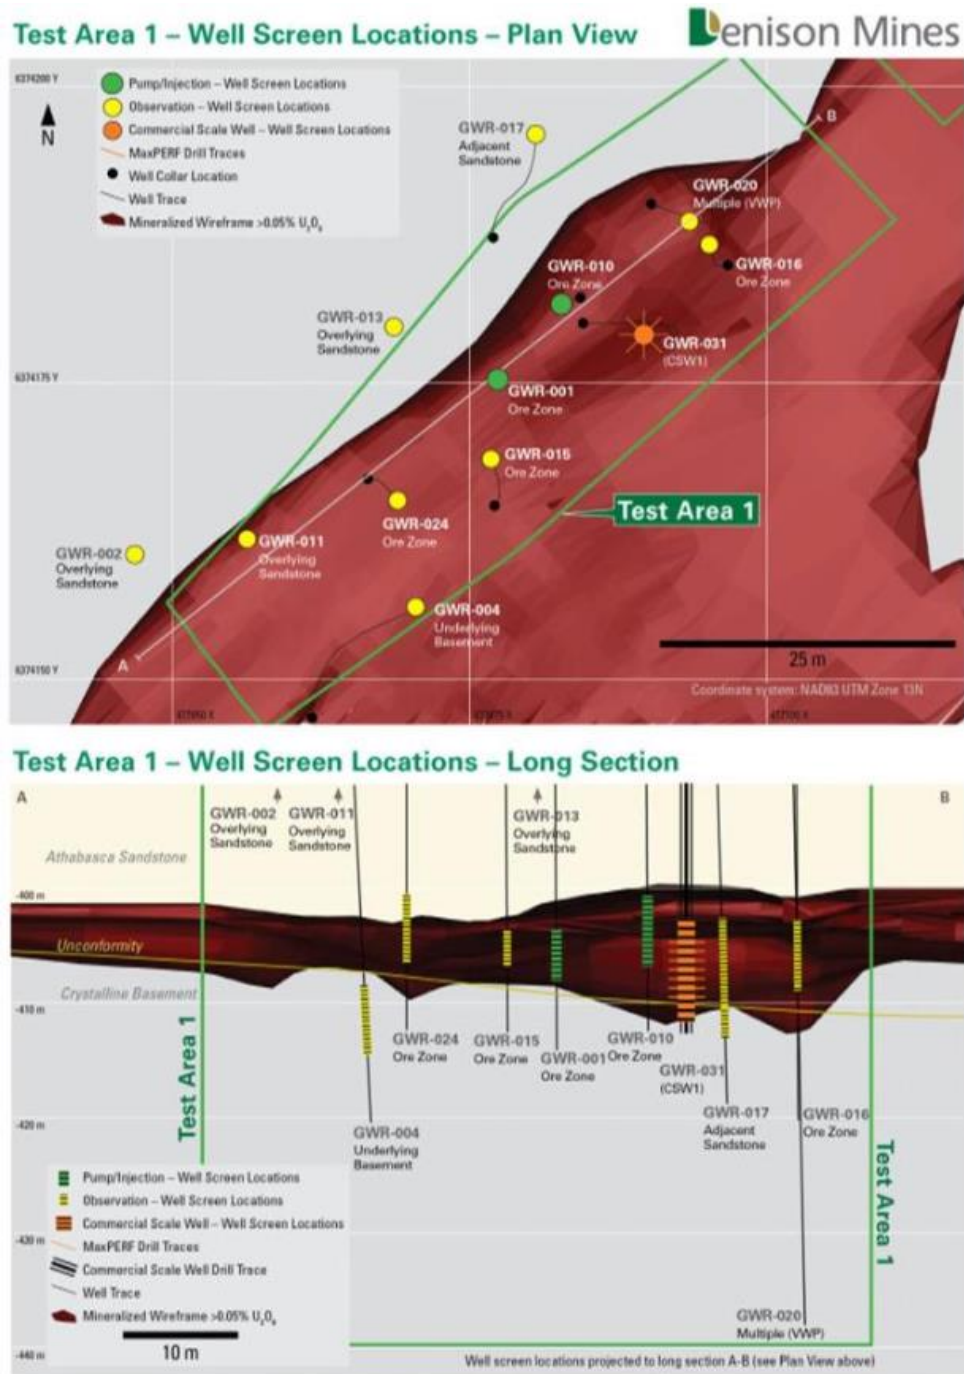 Test Area 1 – Well Screen Locations – Plan View
Denison Mines
6374200 Y
N
Pump/Injection – Well Screen Locations
Observation – Well Screen Locations
Commercial Scale Well – Well Screen Locations
MaxPERF Drill Traces
Well Collar Location
Well Trace
Mineralized Wireframe >0.05% U₃O₈
GWR-017
Adjacent
Sandstone
B
GWR-020
Multiple (VWP)
GWR-016
Ore Zone
GWR-010
Ore Zone
GWR-013
Overlying
Sandstone
GWR-031
(CSW1)
6374175 Y
GWR-001
Ore Zone
GWR-015
Ore Zone
Test Area 1
GWR-024
Ore Zone
GWR-011
Overlying
Sandstone
GWR-002
Overlying
Sandstone
GWR-004
Underlying
Basement
A
25 m
6374150 Y
Coordinate system: NAD83 UTM Zone 13N
Test Area 1 – Well Screen Locations – Long Section
A
B
GWR-002
Overlying
Sandstone
GWR-011
Overlying
Sandstone
GWR-013
Overlying
Sandstone
Athabasca Sandstone
-400 m
Unconformity
Crystalline Basement
-410 m
GWR-024
Ore Zone
GWR-015
Ore Zone
GWR-001
Ore Zone
GWR-010
Ore Zone
GWR-031
(CSW1)
GWR-017
Adjacent
Sandstone
GWR-016
Ore Zone
Test Area 1
-420 m
GWR-004
Underlying
Basement
Test Area 1
Pump/Injection – Well Screen Locations
Observation – Well Screen Locations
Commercial Scale Well – Well Screen Locations
MaxPERF Drill Traces
Commercial Scale Well Drill Trace
Well Trace
Mineralized Wireframe >0.05% U₃O₈
10 m
-440 m
GWR-020
Multiple (VWP)
Well screen locations projected to long section A-B (see Plan View above)